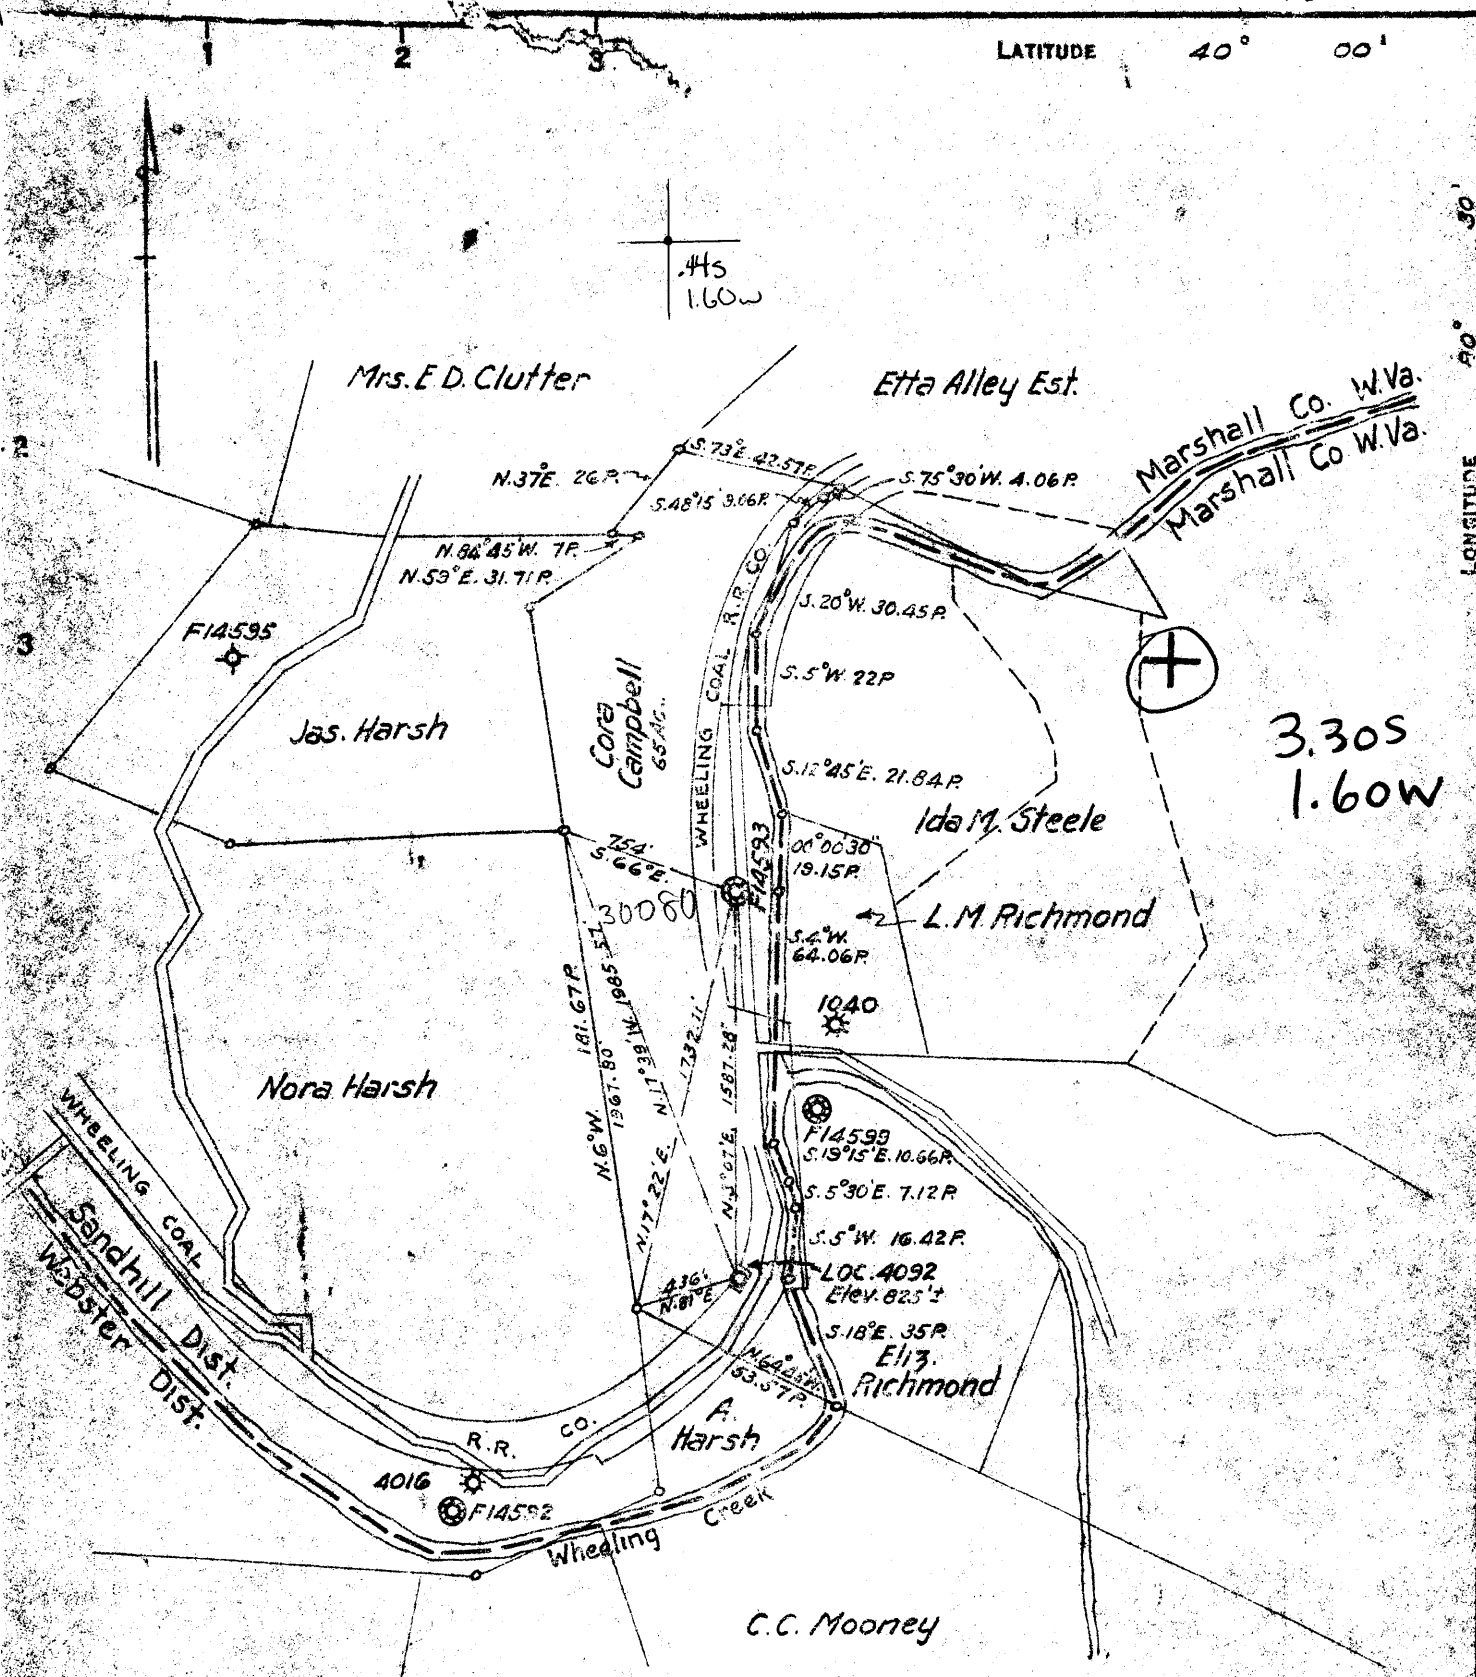 1
2
3
LATITUDE 40° 00'
30'
80°
LONGITUDE
2
3
.44s
1.60w
Mrs. E D. Clutter
Etta Alley Est.
Marshall Co. W.Va.
Marshall Co W.Va.
S.73°E 42.57P.
N.37°E. 26P.
S.75°30'W. 4.06P.
S.48°15' 9.06P.
N.84°45'W. 7P.
N.59°E. 31.71P.
S.20°W. 30.45P.
F14595
S.5°W. 22P
3.30S
1.60W
Jas. Harsh
Cora
Campbell
65 Ac.
WHEELING COAL R.R. CO
S.12°45'E. 21.84P.
Ida M. Steele
754'
S.66°E.
F14593
00°00'30"
19.15P.
30080
L.M. Richmond
S.4°W.
64.06P.
1040
N.6°W. 181.67P.
1967.80'
N.17°39'W. 1985.57
N.17°22'E. 1732.11'
N.3°07'E. 1587.28'
Nora Harsh
F14599
S.19°15'E. 10.66P.
S.5°30'E. 7.12P.
S.5°W. 16.42P.
LOC. 4092
Elev. 825'±
436'
N.81°E.
S.18°E. 35P.
Eliz.
Richmond
53.57P.
A.
Harsh
WHEELING COAL
R.R. CO.
Sandhill Dist.
Webster Dist.
4016
F14592
Wheeling Creek
C.C. Mooney